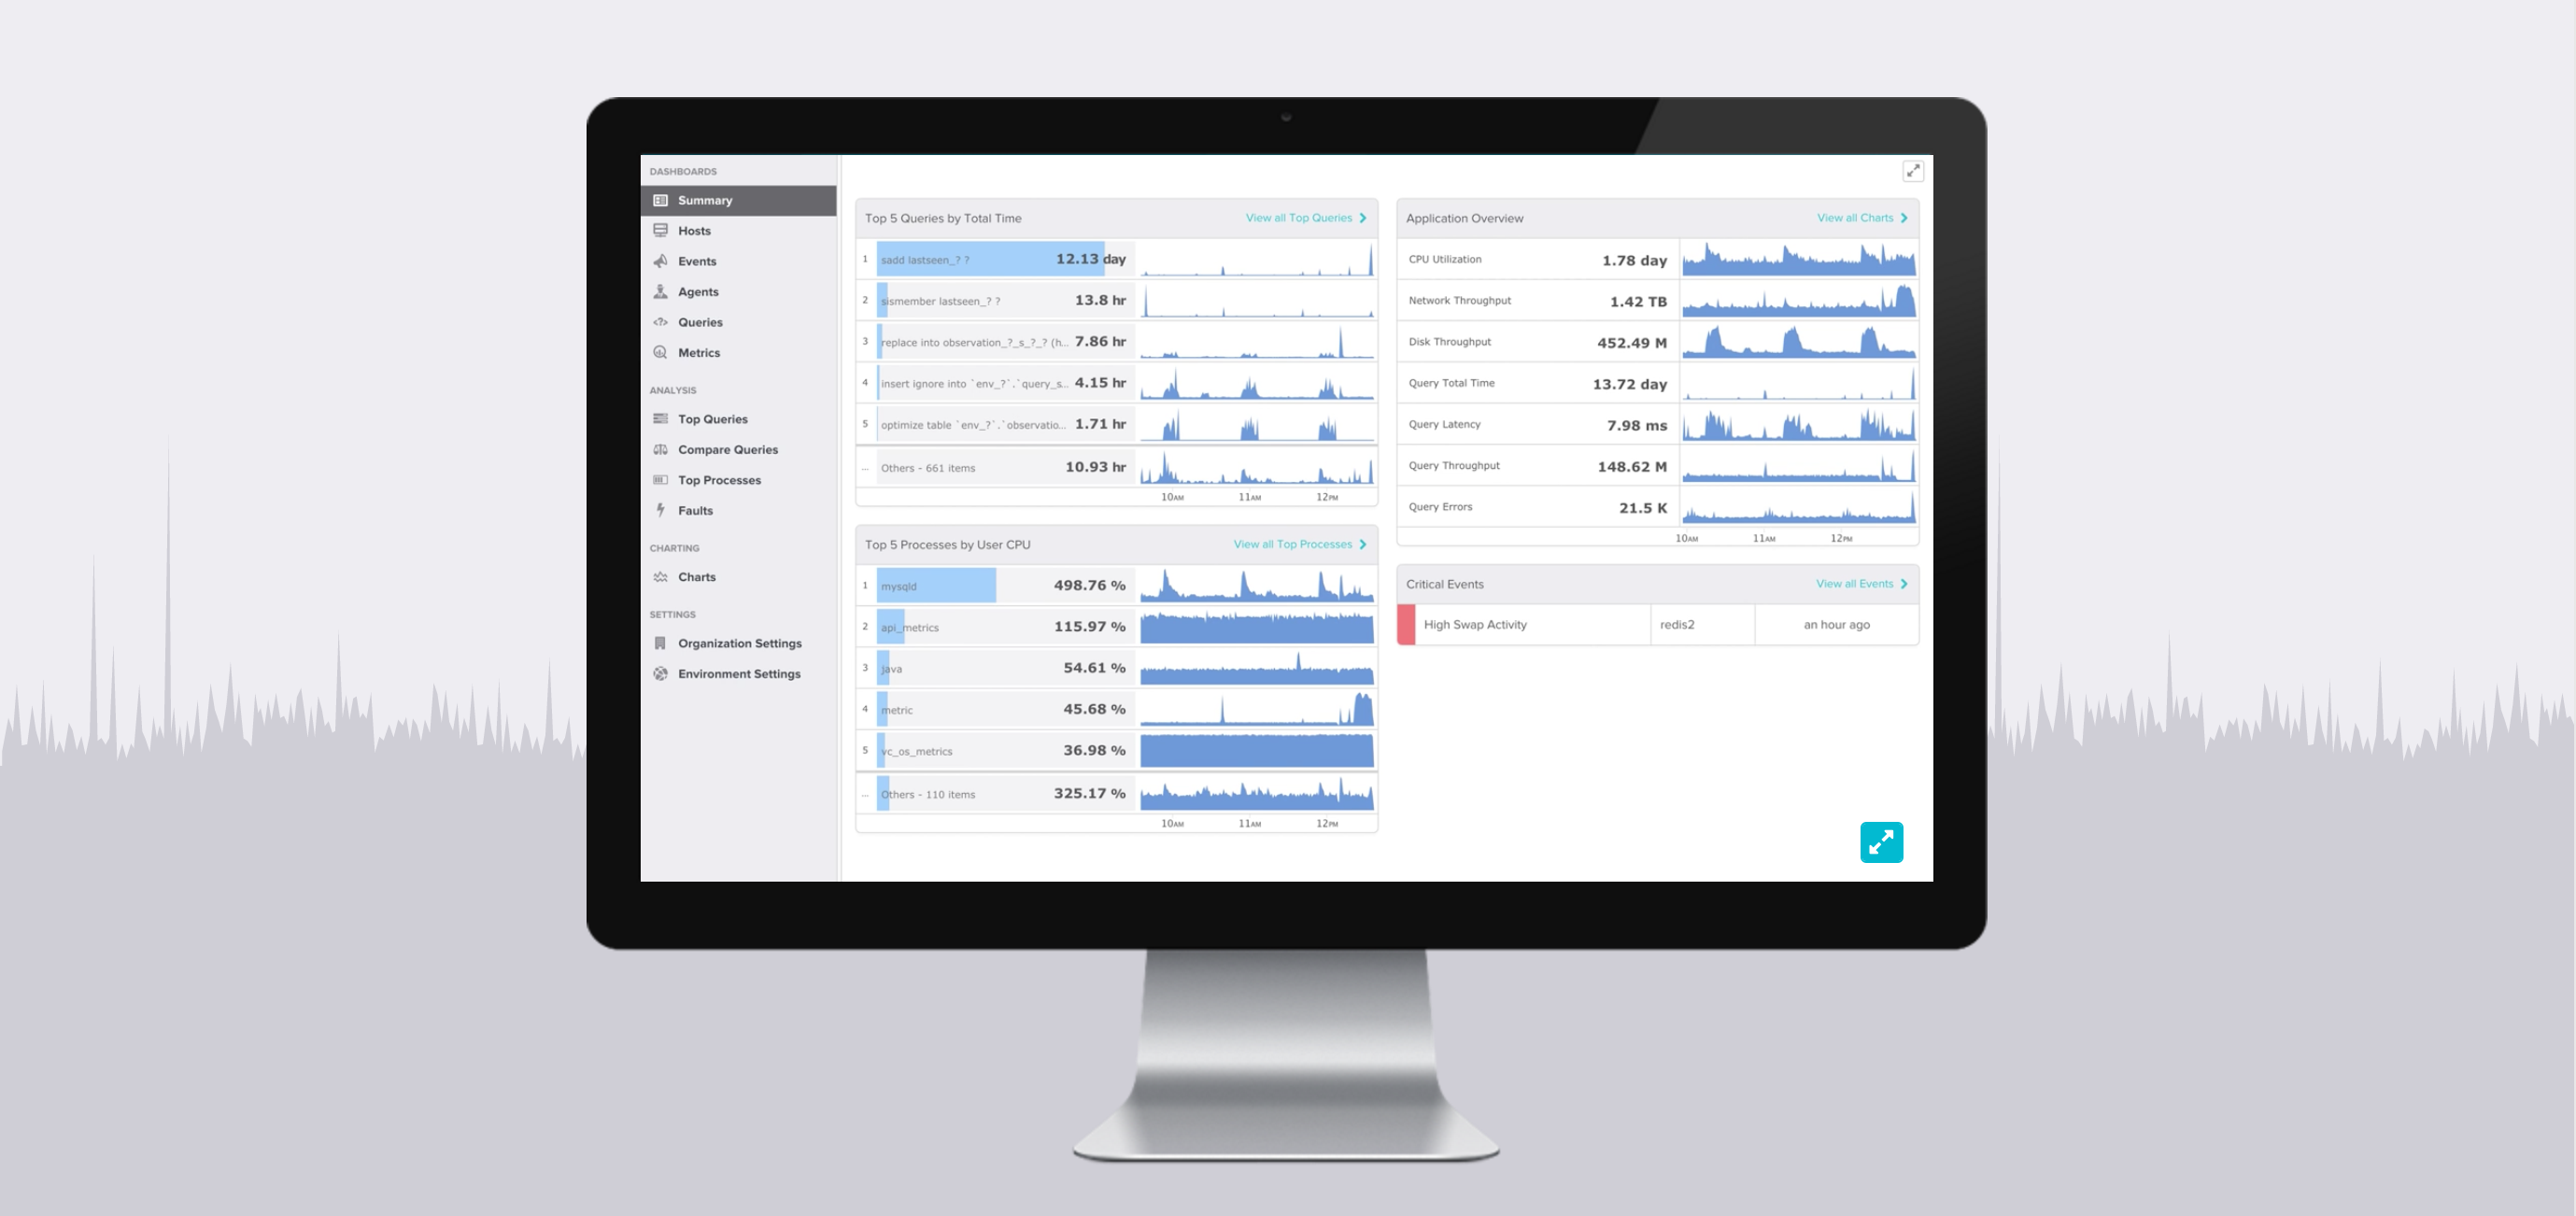 DASHBOARDS
Summary
Hosts
Events
Agents
Queries
Metrics
ANALYSIS
Top Queries
Compare Queries
Top Processes
Faults
CHARTING
Charts
SETTINGS
Organization Settings
Environment Settings
Top 5 Queries by Total Time View all Top Queries
1 sadd lastseen_? ? 12.13 day
2 sismember lastseen_? ? 13.8 hr
3 replace into observation_?_s_?_? (h... 7.86 hr
4 insert ignore into `env_?`.`query_s... 4.15 hr
5 optimize table `env_?`.`observatio... 1.71 hr
... Others - 661 items 10.93 hr
10AM 11AM 12PM
Top 5 Processes by User CPU View all Top Processes
1 mysqld 498.76 %
2 api_metrics 115.97 %
3 java 54.61 %
4 metric 45.68 %
5 vc_os_metrics 36.98 %
... Others - 110 items 325.17 %
10AM 11AM 12PM
Application Overview View all Charts
CPU Utilization 1.78 day
Network Throughput 1.42 TB
Disk Throughput 452.49 M
Query Total Time 13.72 day
Query Latency 7.98 ms
Query Throughput 148.62 M
Query Errors 21.5 K
10AM 11AM 12PM
Critical Events View all Events
High Swap Activity redis2 an hour ago